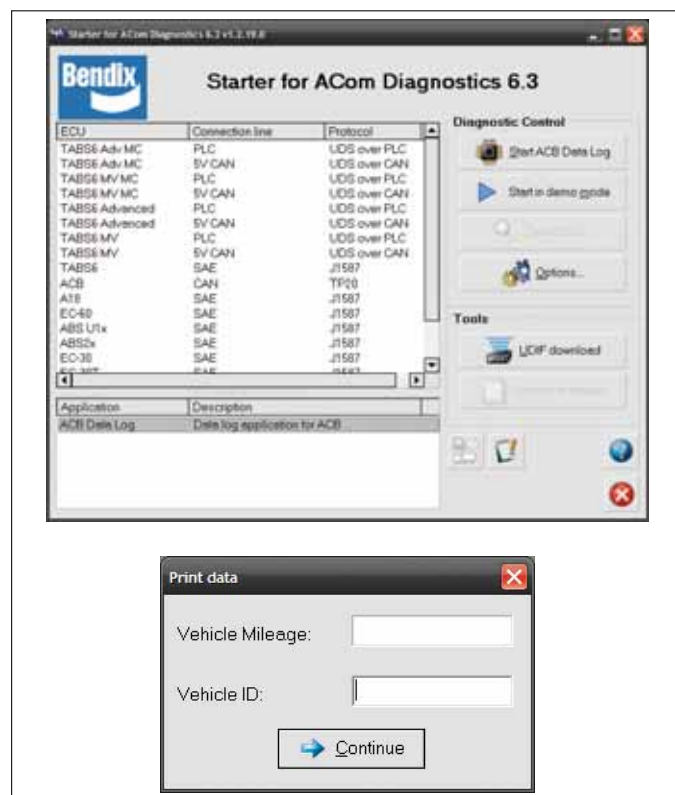 Starter for ACom Diagnostics 6.3 v1.2.19.0
Bendix
Starter for ACom Diagnostics 6.3
ECU Connection line Protocol
TABS6 Adv MC PLC UDS over PLC
TABS6 Adv MC 5V CAN UDS over CAN
TABS6 MV MC PLC UDS over PLC
TABS6 MV MC 5V CAN UDS over CAN
TABS6 Advanced PLC UDS over PLC
TABS6 Advanced 5V CAN UDS over CAN
TABS6 MV PLC UDS over PLC
TABS6 MV 5V CAN UDS over CAN
TABS6 SAE J1587
ACB CAN TP20
A18 SAE J1587
EC-60 SAE J1587
ABS U1x SAE J1587
ABS2x SAE J1587
EC-30 SAE J1587
Application Description
ACB Data Log Data log application for ACB
Diagnostic Control
Start ACB Data Log
Start in demo mode
Options...
Tools
UDIF download
Print data
Vehicle Mileage:
Vehicle ID:
Continue